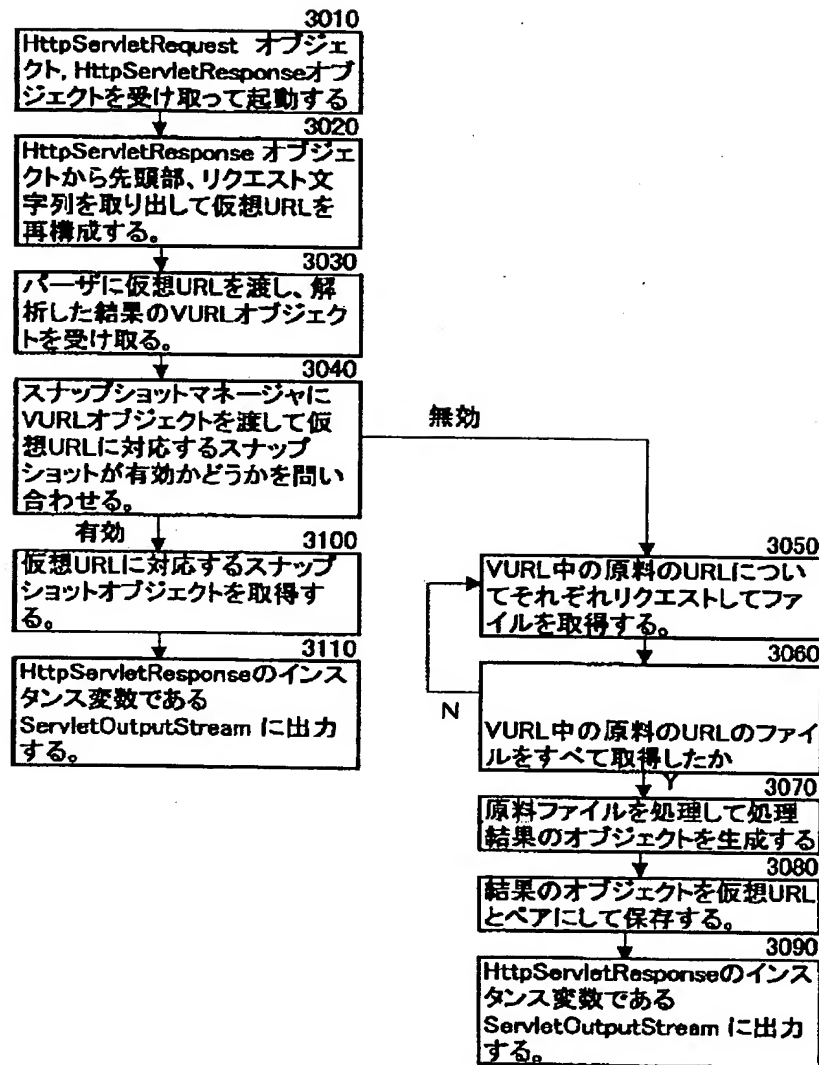 3010
HttpServletRequest オブジェ
クト, HttpServletResponseオブ
ジェクトを受け取って起動する
3020
HttpServletResponse オブジェ
クトから先頭部、リクエスト文
字列を取り出して仮想URLを
再構成する。
3030
パーザに仮想URLを渡し、解
析した結果のVURLオブジェク
トを受け取る。
3040
スナップショットマネージャに
VURLオブジェクトを渡して仮
想URLに対応するスナップ
ショットが有効かどうかを問い
合わせる。
無効
有効
3100
仮想URLに対応するスナップ
ショットオブジェクトを取得す
る。
3110
HttpServletResponseのインス
タンス変数である
ServletOutputStream に出力
する。
3050
VURL中の原料のURLについ
てそれぞれリクエストしてファ
イルを取得する。
3060
N
VURL中の原料のURLのファイ
ルをすべて取得したか
Y
3070
原料ファイルを処理して処理
結果のオブジェクトを生成する
3080
結果のオブジェクトを仮想URL
とペアにして保存する。
3090
HttpServletResponseのインス
タンス変数である
ServletOutputStream に出力
する。